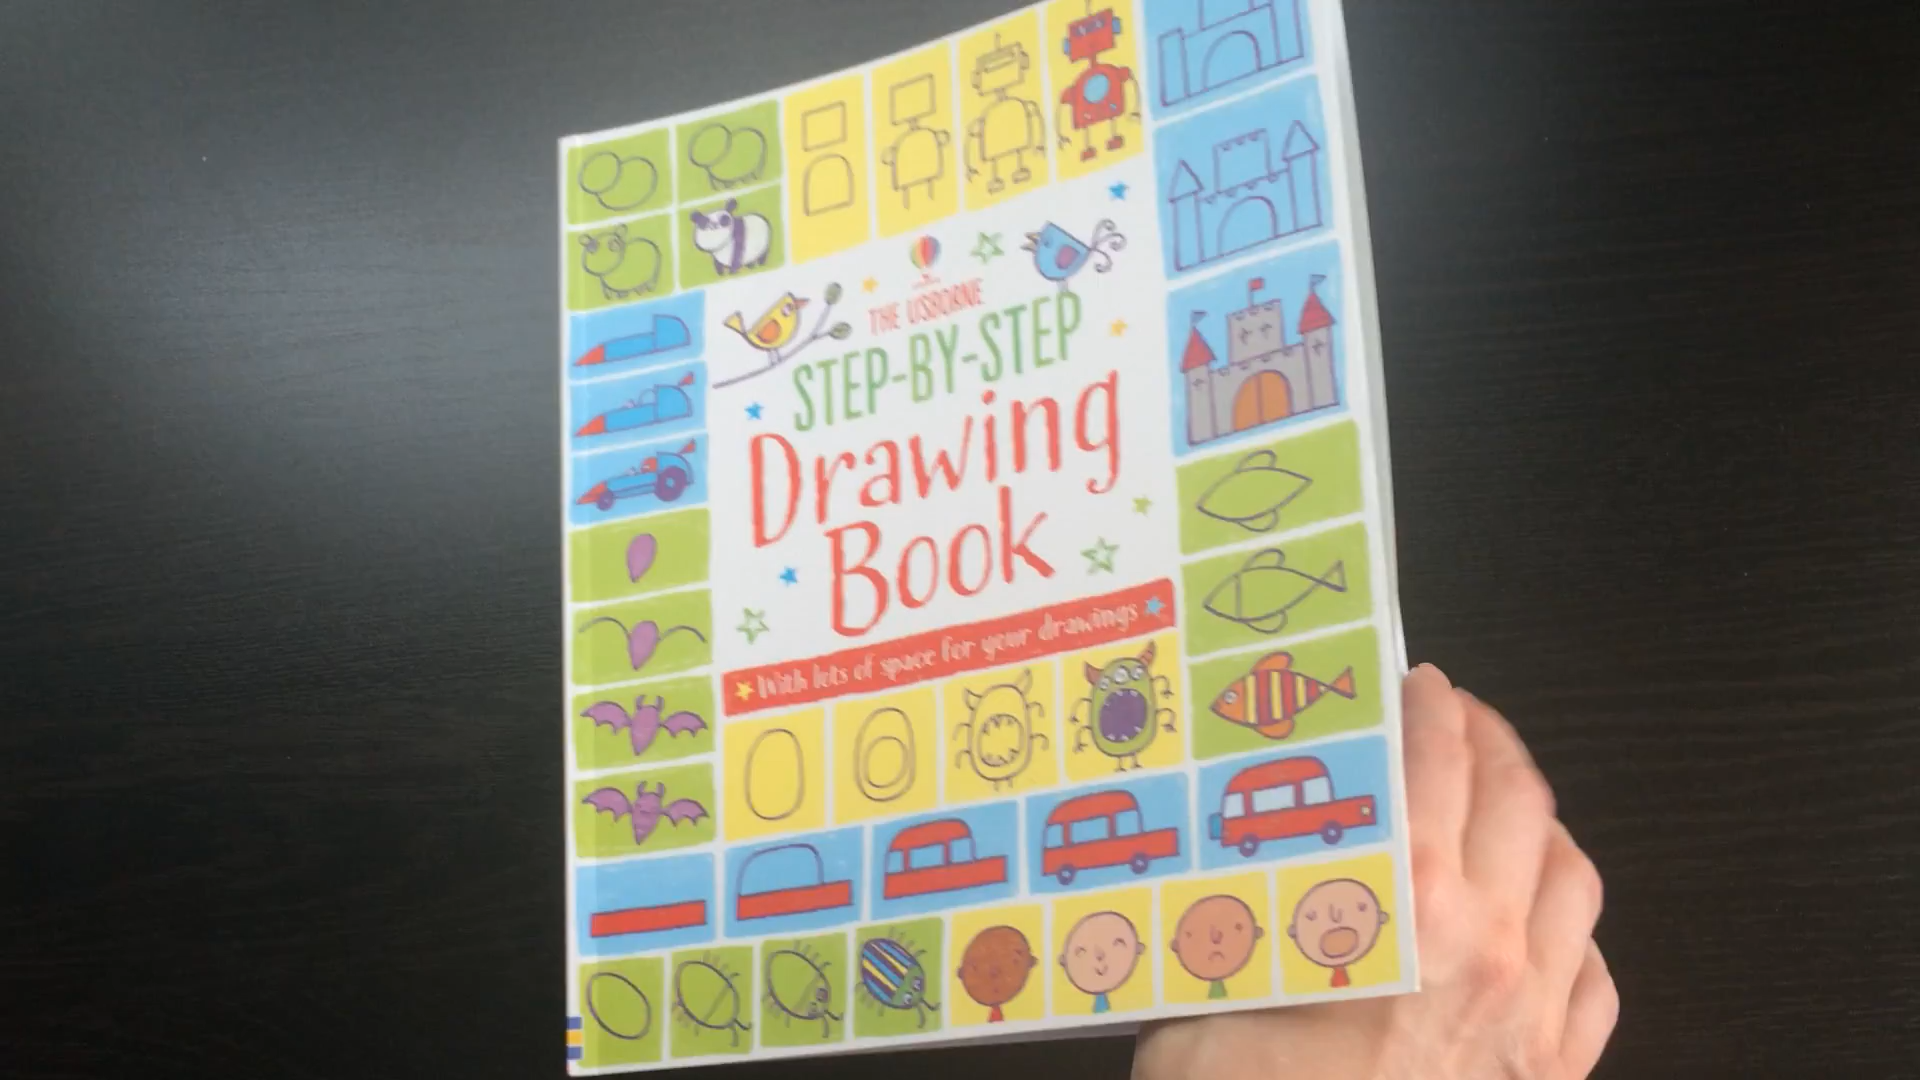 THE USBORNE
STEP-BY-STEP
Drawing
Book
With lots of space for your drawings